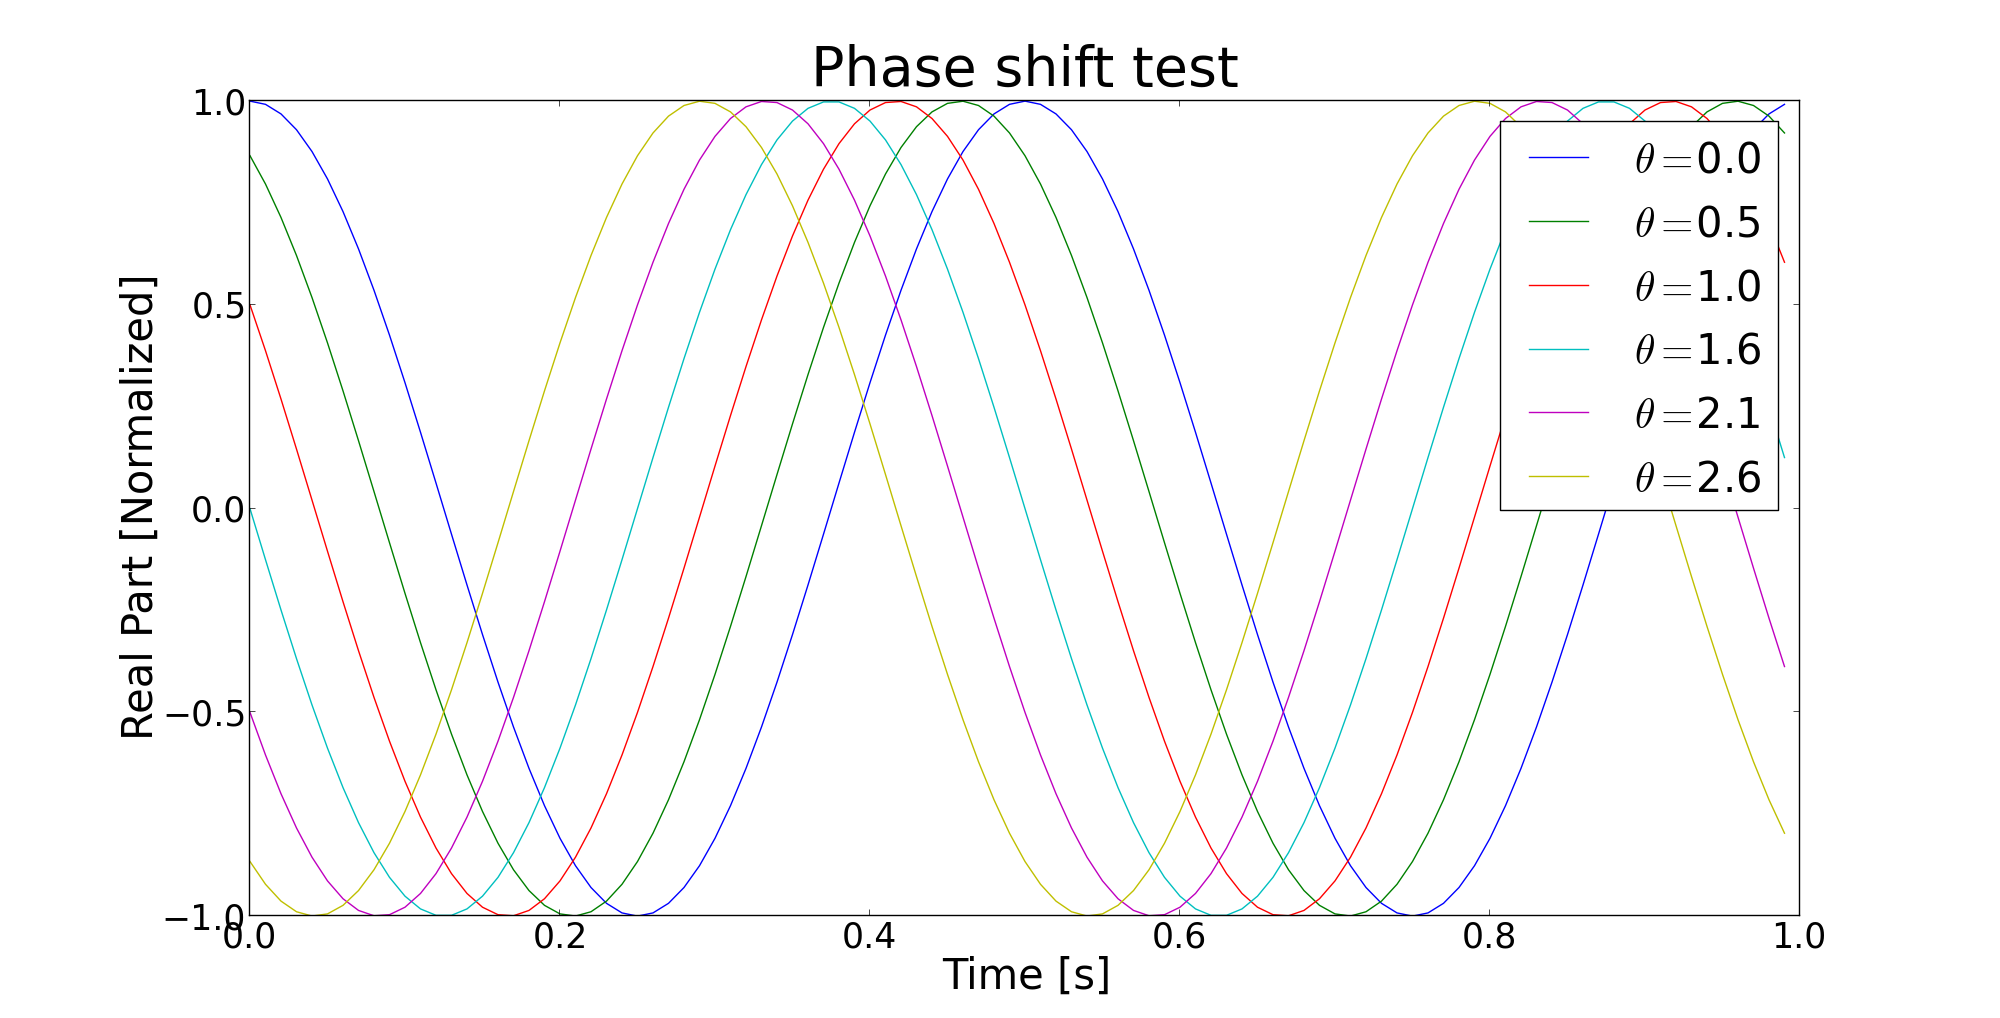 Phase shift test
1.0
0.5
0.0
−0.5
−1.0
Real Part [Normalized]
0.0 0.2 0.4 0.6 0.8 1.0
Time [s]
θ=0.0
θ=0.5
θ=1.0
θ=1.6
θ=2.1
θ=2.6